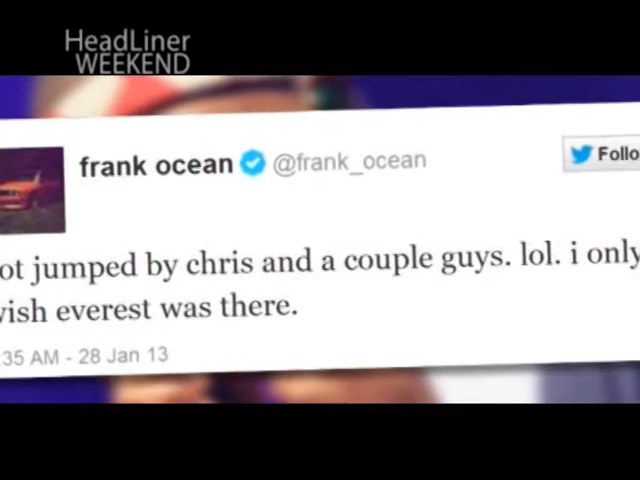 HeadLiner
WEEKEND
frank ocean @frank_ocean
Follo
ot jumped by chris and a couple guys. lol. i only
wish everest was there.
:35 AM - 28 Jan 13